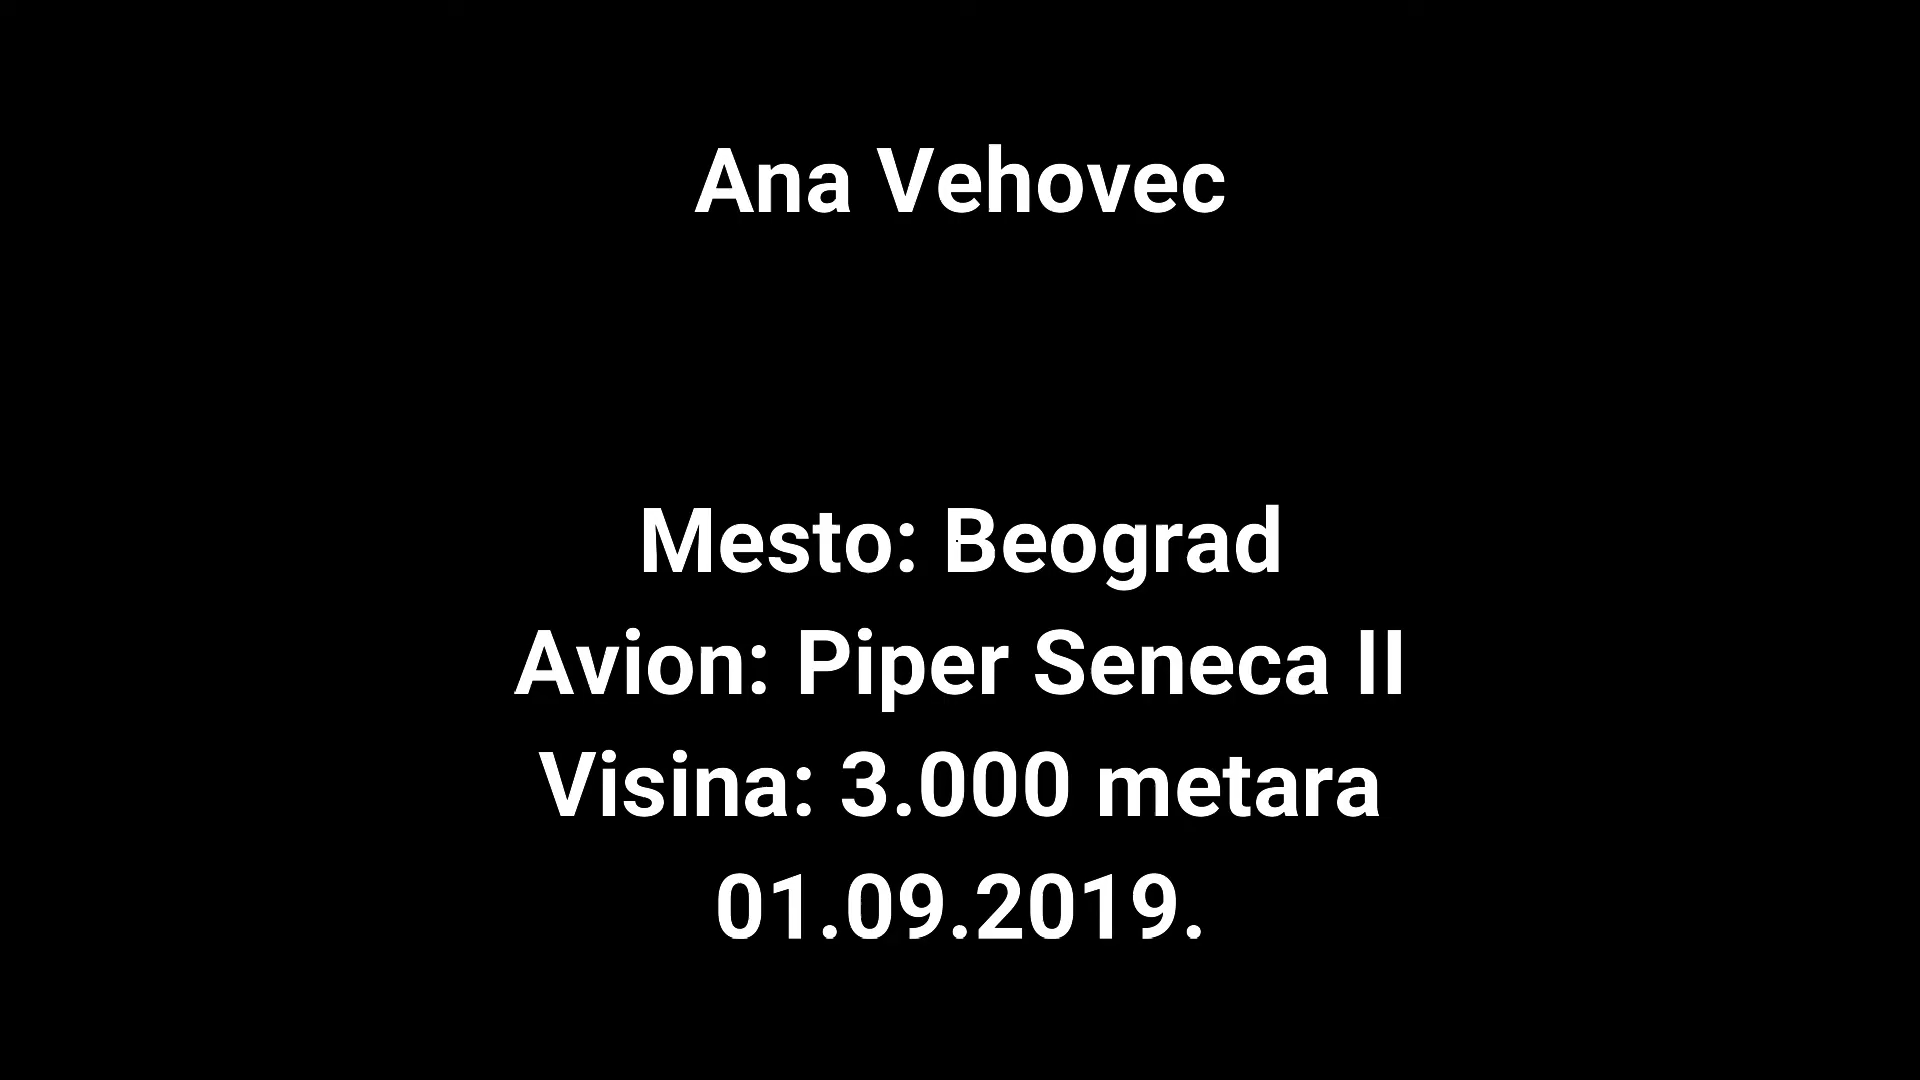 Ana Vehovec
Mesto: Beograd
Avion: Piper Seneca II
Visina: 3.000 metara
01.09.2019.